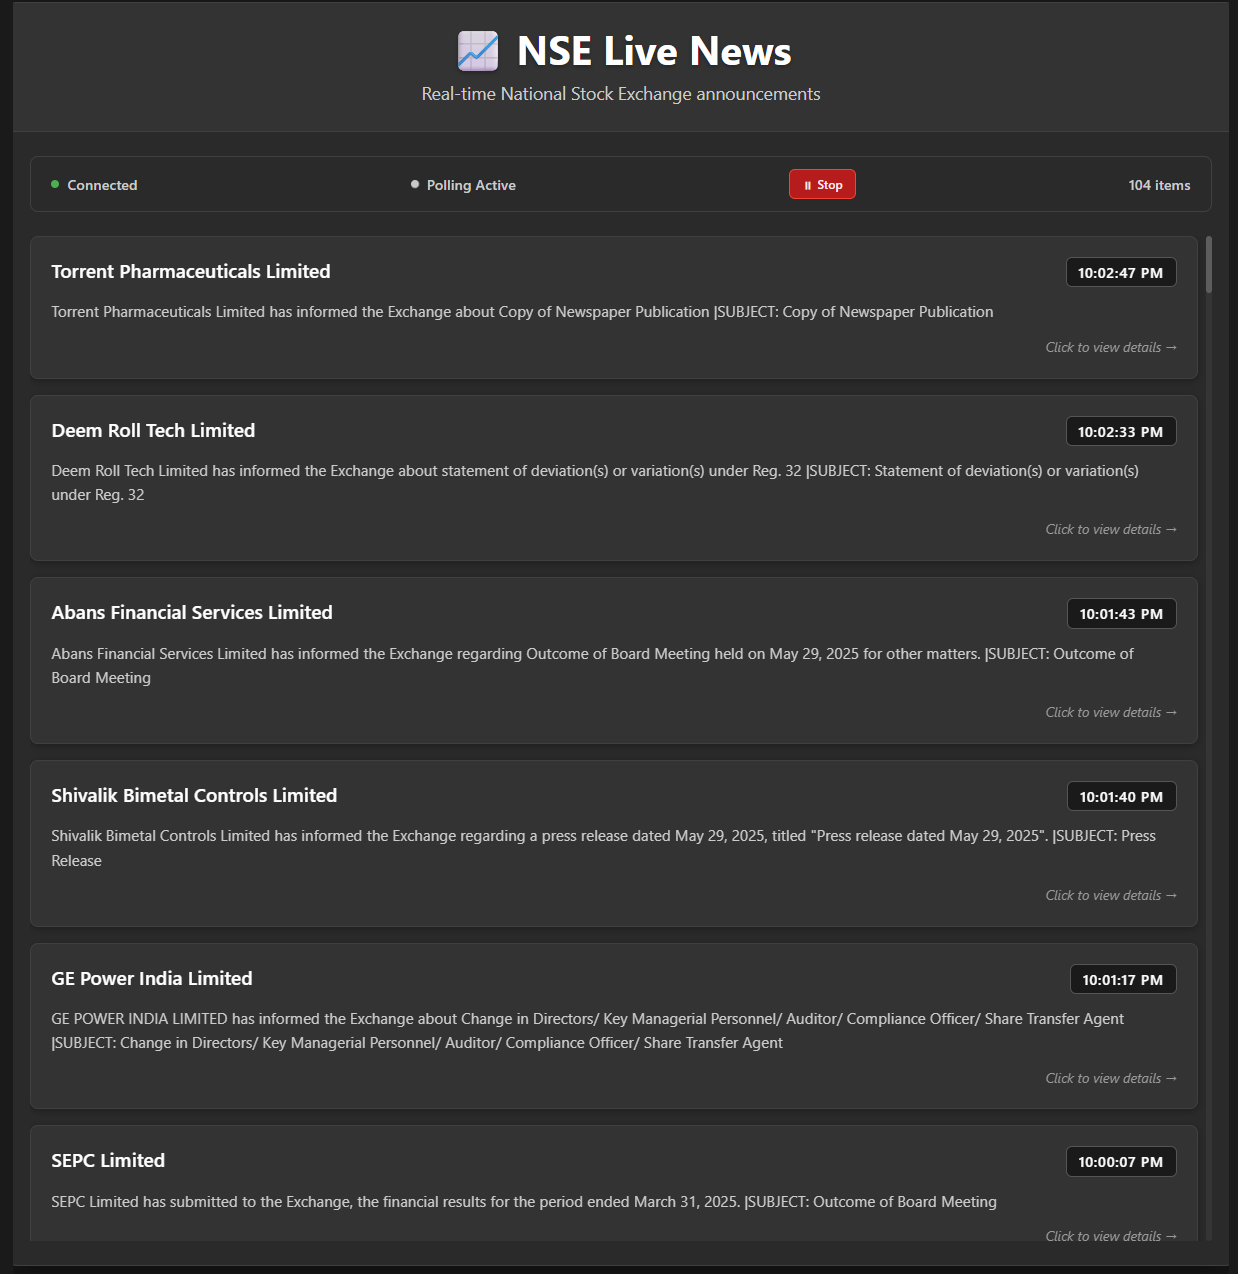 NSE Live News
Real-time National Stock Exchange announcements
Connected
Polling Active
Stop
104 items
Torrent Pharmaceuticals Limited
10:02:47 PM
Torrent Pharmaceuticals Limited has informed the Exchange about Copy of Newspaper Publication |SUBJECT: Copy of Newspaper Publication
Click to view details →
Deem Roll Tech Limited
10:02:33 PM
Deem Roll Tech Limited has informed the Exchange about statement of deviation(s) or variation(s) under Reg. 32 |SUBJECT: Statement of deviation(s) or variation(s)
under Reg. 32
Click to view details →
Abans Financial Services Limited
10:01:43 PM
Abans Financial Services Limited has informed the Exchange regarding Outcome of Board Meeting held on May 29, 2025 for other matters. |SUBJECT: Outcome of
Board Meeting
Click to view details →
Shivalik Bimetal Controls Limited
10:01:40 PM
Shivalik Bimetal Controls Limited has informed the Exchange regarding a press release dated May 29, 2025, titled "Press release dated May 29, 2025". |SUBJECT: Press
Release
Click to view details →
GE Power India Limited
10:01:17 PM
GE POWER INDIA LIMITED has informed the Exchange about Change in Directors/ Key Managerial Personnel/ Auditor/ Compliance Officer/ Share Transfer Agent
|SUBJECT: Change in Directors/ Key Managerial Personnel/ Auditor/ Compliance Officer/ Share Transfer Agent
Click to view details →
SEPC Limited
10:00:07 PM
SEPC Limited has submitted to the Exchange, the financial results for the period ended March 31, 2025. |SUBJECT: Outcome of Board Meeting
Click to view details →